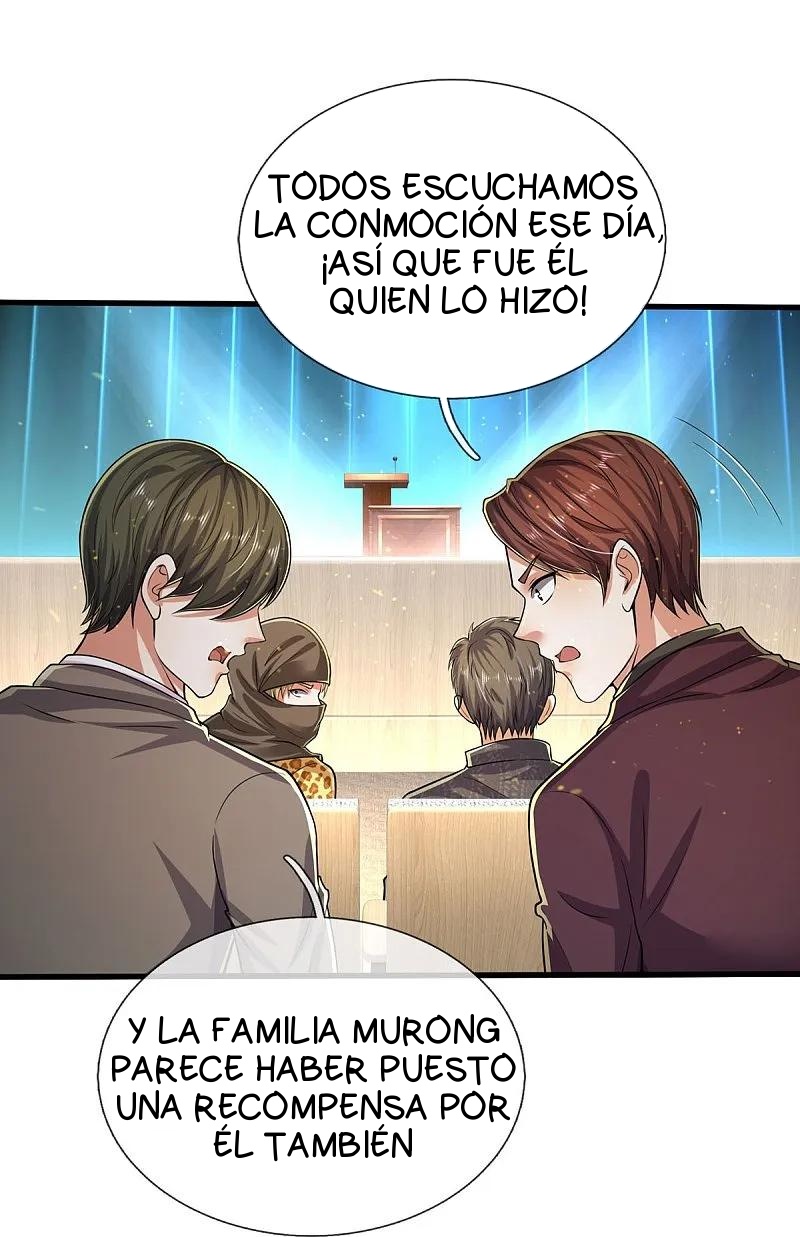 TODOS ESCUCHAMOS
LA CONMOCIÓN ESE DÍA,
¡ASÍ QUE FUE ÉL
QUIEN LO HIZO!
Y LA FAMILIA MURONG
PARECE HABER PUESTO
UNA RECOMPENSA POR
ÉL TAMBIÉN